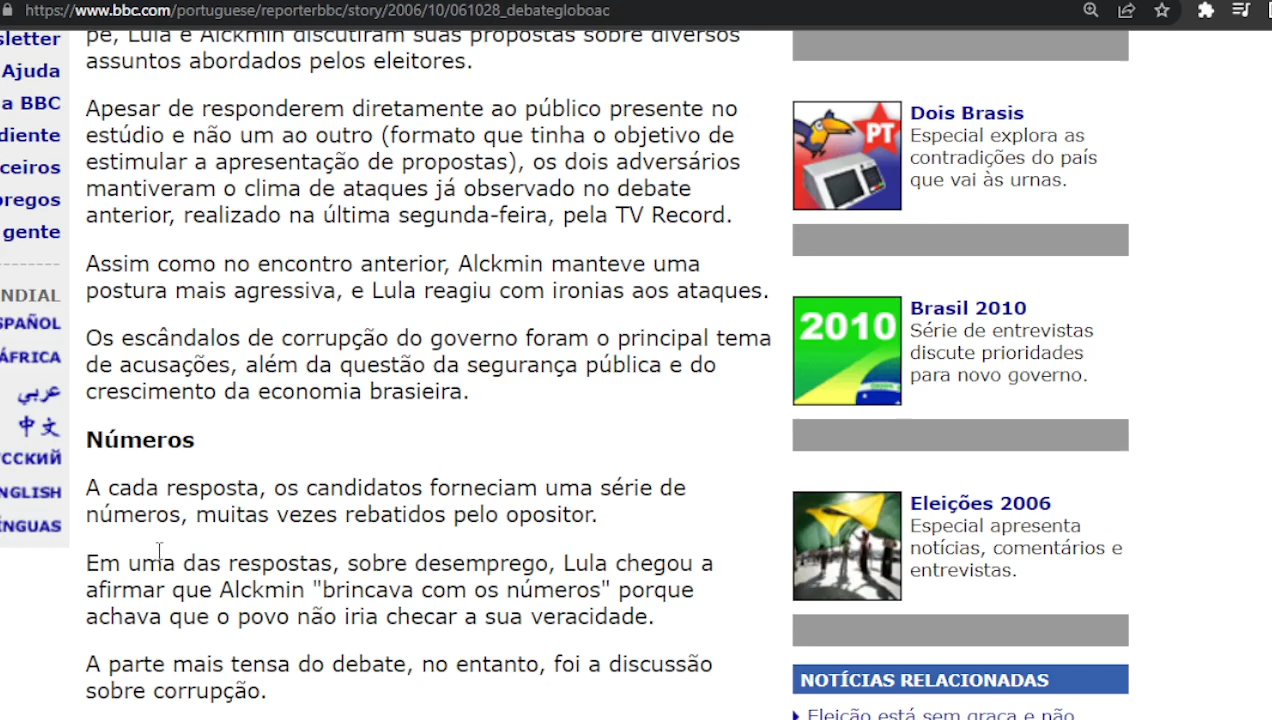 https://www.bbc.com/portuguese/reporterbbc/story/2006/10/061028_debategloboac
sletter
Ajuda
a BBC
diente
ceiros
pregos
gente
NDIAL
SPAÑOL
ÁFRICA
عربي
中文
УССКИЙ
NGLISH
ÍNGUAS
pé, Lula e Alckmin discutiram suas propostas sobre diversos
assuntos abordados pelos eleitores.
Apesar de responderem diretamente ao público presente no
estúdio e não um ao outro (formato que tinha o objetivo de
estimular a apresentação de propostas), os dois adversários
mantiveram o clima de ataques já observado no debate
anterior, realizado na última segunda-feira, pela TV Record.
Assim como no encontro anterior, Alckmin manteve uma
postura mais agressiva, e Lula reagiu com ironias aos ataques.
Os escândalos de corrupção do governo foram o principal tema
de acusações, além da questão da segurança pública e do
crescimento da economia brasieira.
Números
A cada resposta, os candidatos forneciam uma série de
números, muitas vezes rebatidos pelo opositor.
Em uma das respostas, sobre desemprego, Lula chegou a
afirmar que Alckmin "brincava com os números" porque
achava que o povo não iria checar a sua veracidade.
A parte mais tensa do debate, no entanto, foi a discussão
sobre corrupção.
PT
Dois Brasis
Especial explora as
contradições do país
que vai às urnas.
2010
Brasil 2010
Série de entrevistas
discute prioridades
para novo governo.
Eleições 2006
Especial apresenta
notícias, comentários e
entrevistas.
NOTÍCIAS RELACIONADAS
Eleição está sem graça e não